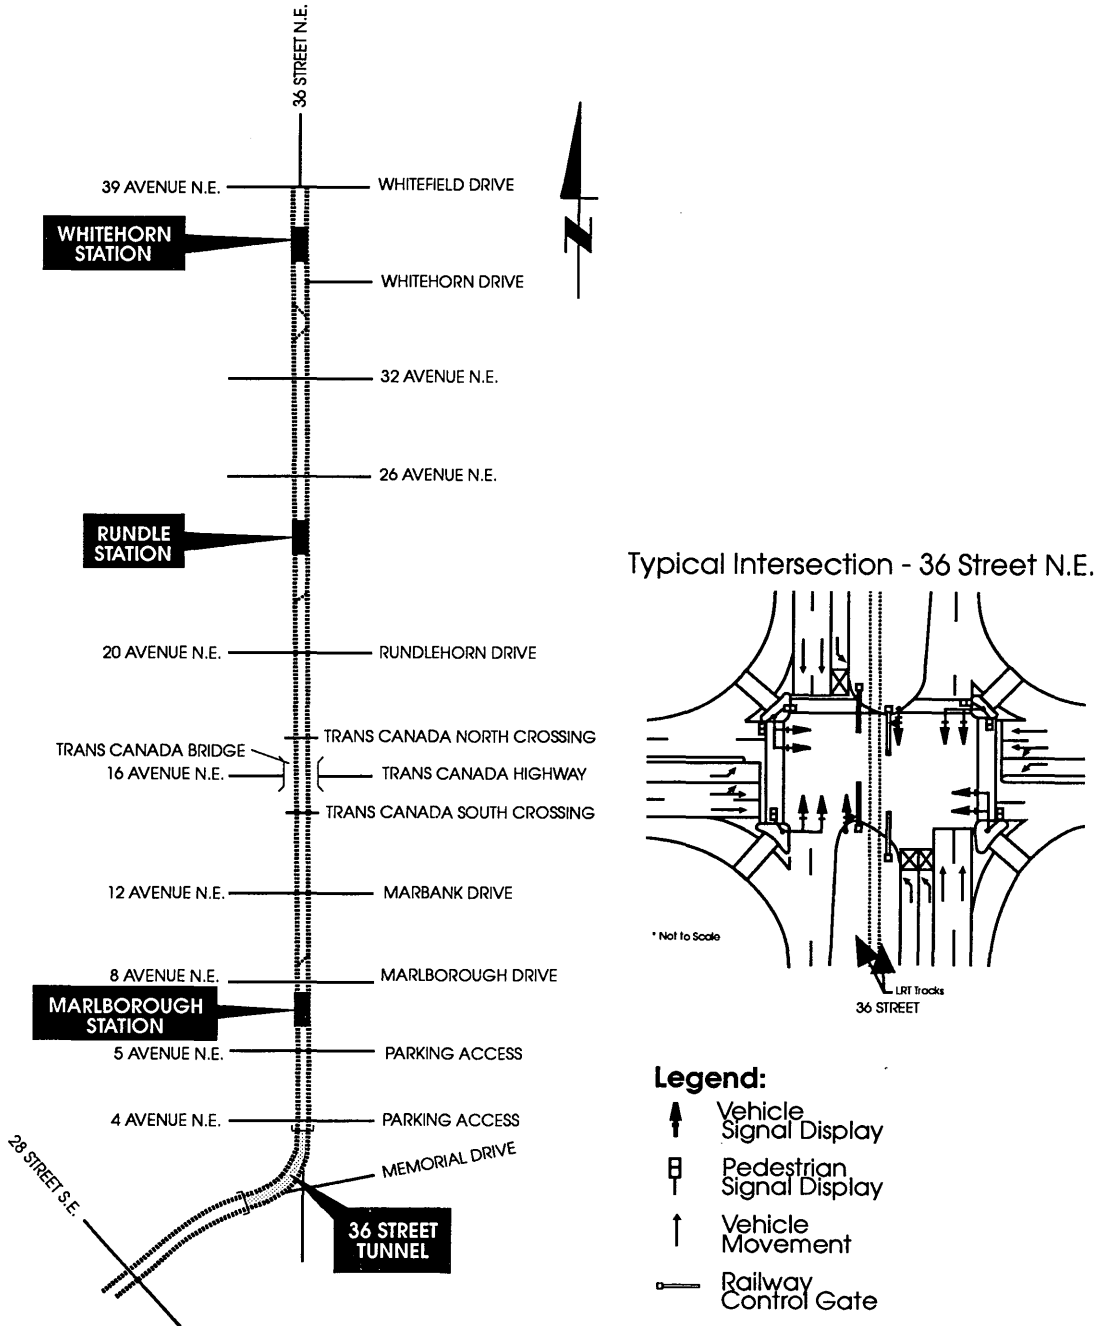 36 STREET N.E.
39 AVENUE N.E.
WHITEFIELD DRIVE
WHITEHORN
STATION
N
WHITEHORN DRIVE
32 AVENUE N.E.
26 AVENUE N.E.
RUNDLE
STATION
20 AVENUE N.E.
RUNDLEHORN DRIVE
TRANS CANADA NORTH CROSSING
TRANS CANADA BRIDGE
16 AVENUE N.E.
TRANS CANADA HIGHWAY
TRANS CANADA SOUTH CROSSING
12 AVENUE N.E.
MARBANK DRIVE
8 AVENUE N.E.
MARLBOROUGH DRIVE
MARLBOROUGH
STATION
5 AVENUE N.E.
PARKING ACCESS
4 AVENUE N.E.
PARKING ACCESS
MEMORIAL DRIVE
28 STREET S.E.
36 STREET
TUNNEL
Typical Intersection - 36 Street N.E.
* Not to Scale
LRT Tracks
36 STREET
Legend:
Vehicle
Signal Display
Pedestrian
Signal Display
Vehicle
Movement
Railway
Control Gate